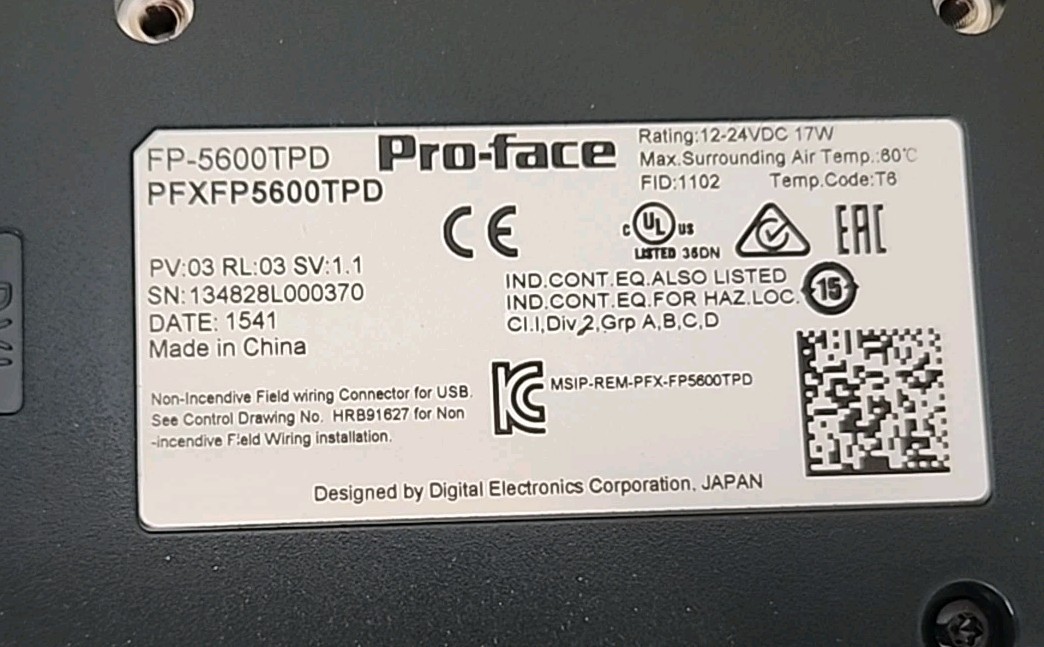 FP-5600TPD
PFXFP5600TPD
Pro-face
Rating:12-24VDC 17W
Max.Surrounding Air Temp.:60℃
FID:1102 Temp.Code:T6
CE
C UL US
LISTED 36DN
EAC
PV:03 RL:03 SV:1.1
SN:134828L000370
DATE: 1541
Made in China
IND.CONT.EQ.ALSO LISTED
IND.CONT.EQ.FOR HAZ.LOC.
Cl.I,Div 2,Grp A,B,C,D
15
Non-Incendive Field wiring Connector for USB.
See Control Drawing No. HRB91627 for Non
-incendive Field Wiring installation.
MSIP-REM-PFX-FP5600TPD
Designed by Digital Electronics Corporation, JAPAN